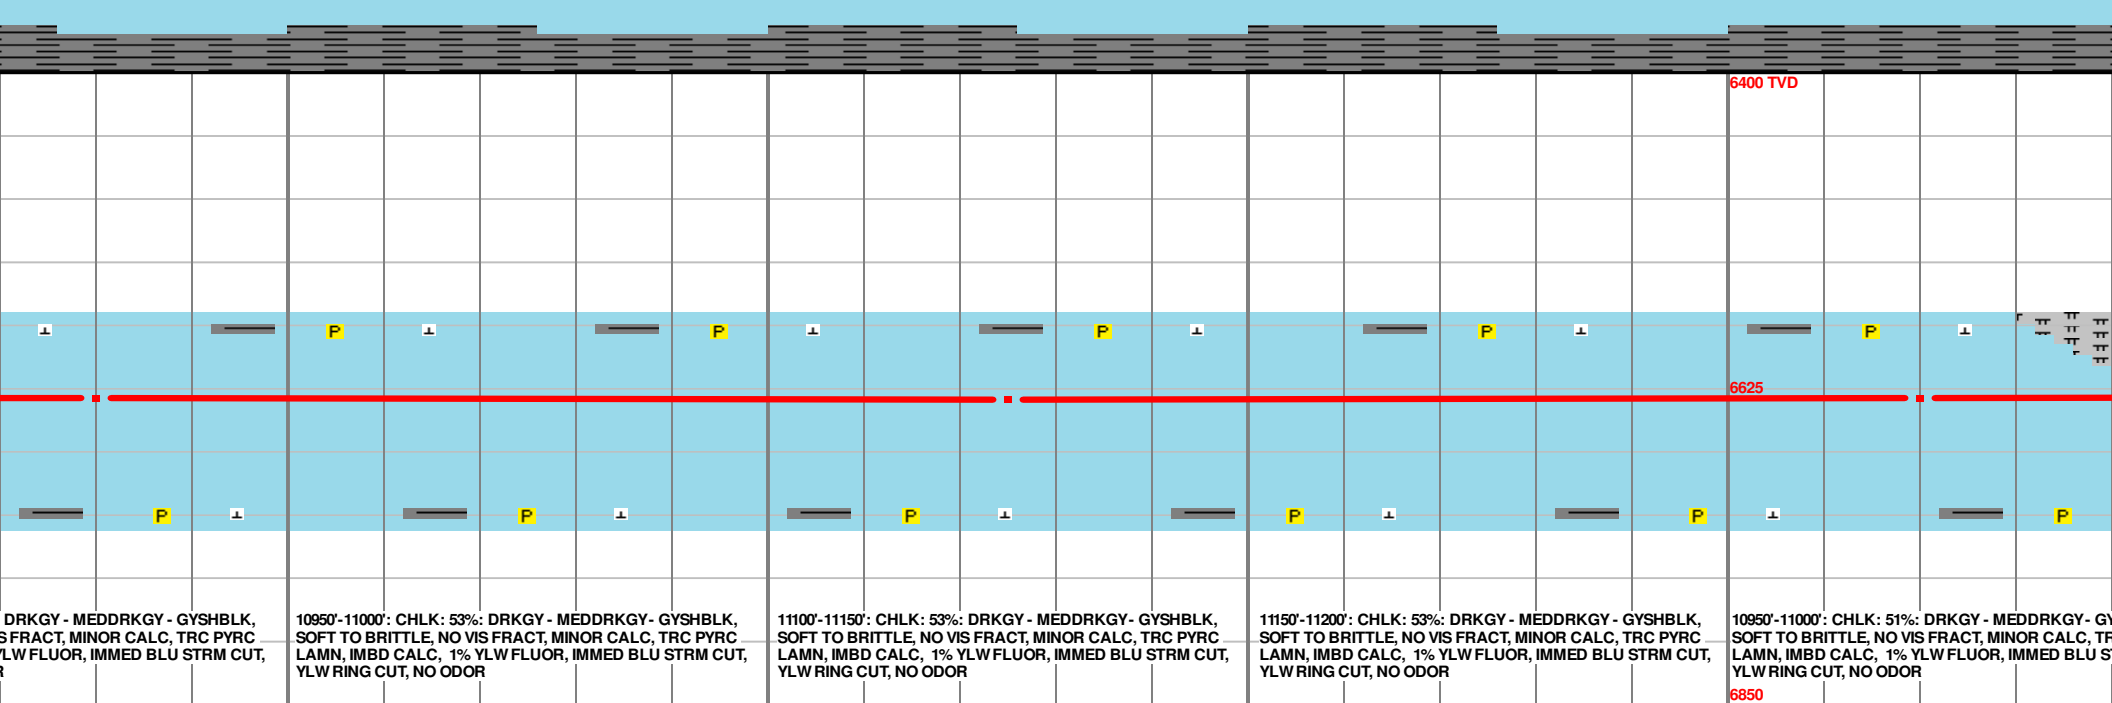 6400 TVD
P
P
P
P
P
6625
P
P
P
P
P
P
DRKGY - MEDDRKGY - GYSHBLK,
S FRACT, MINOR CALC, TRC PYRC
YLW FLUOR, IMMED BLU STRM CUT,
R
10950'-11000': CHLK: 53%: DRKGY - MEDDRKGY - GYSHBLK,
SOFT TO BRITTLE, NO VIS FRACT, MINOR CALC, TRC PYRC
LAMN, IMBD CALC, 1% YLW FLUOR, IMMED BLU STRM CUT,
YLW RING CUT, NO ODOR
11100'-11150': CHLK: 53%: DRKGY - MEDDRKGY - GYSHBLK,
SOFT TO BRITTLE, NO VIS FRACT, MINOR CALC, TRC PYRC
LAMN, IMBD CALC, 1% YLW FLUOR, IMMED BLU STRM CUT,
YLW RING CUT, NO ODOR
11150'-11200': CHLK: 53%: DRKGY - MEDDRKGY - GYSHBLK,
SOFT TO BRITTLE, NO VIS FRACT, MINOR CALC, TRC PYRC
LAMN, IMBD CALC, 1% YLW FLUOR, IMMED BLU STRM CUT,
YLW RING CUT, NO ODOR
10950'-11000': CHLK: 51%: DRKGY - MEDDRKGY - GY
SOFT TO BRITTLE, NO VIS FRACT, MINOR CALC, TR
LAMN, IMBD CALC, 1% YLW FLUOR, IMMED BLU S
YLW RING CUT, NO ODOR
6850